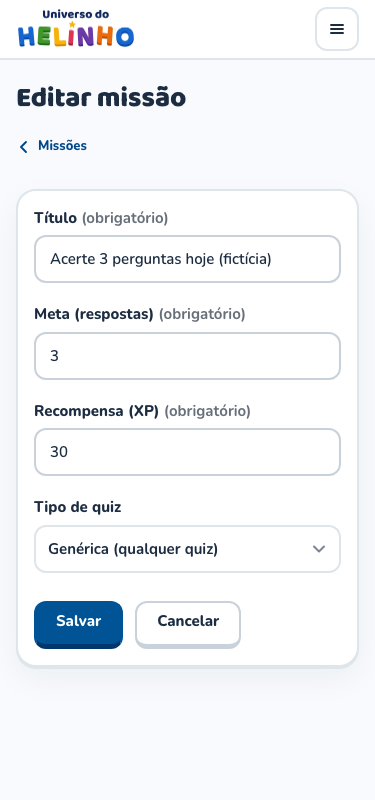 Universo do
HELINHO
Editar missão
Missões
Título (obrigatório)
Acerte 3 perguntas hoje (fictícia)
Meta (respostas) (obrigatório)
3
Recompensa (XP) (obrigatório)
30
Tipo de quiz
Genérica (qualquer quiz)
Salvar
Cancelar